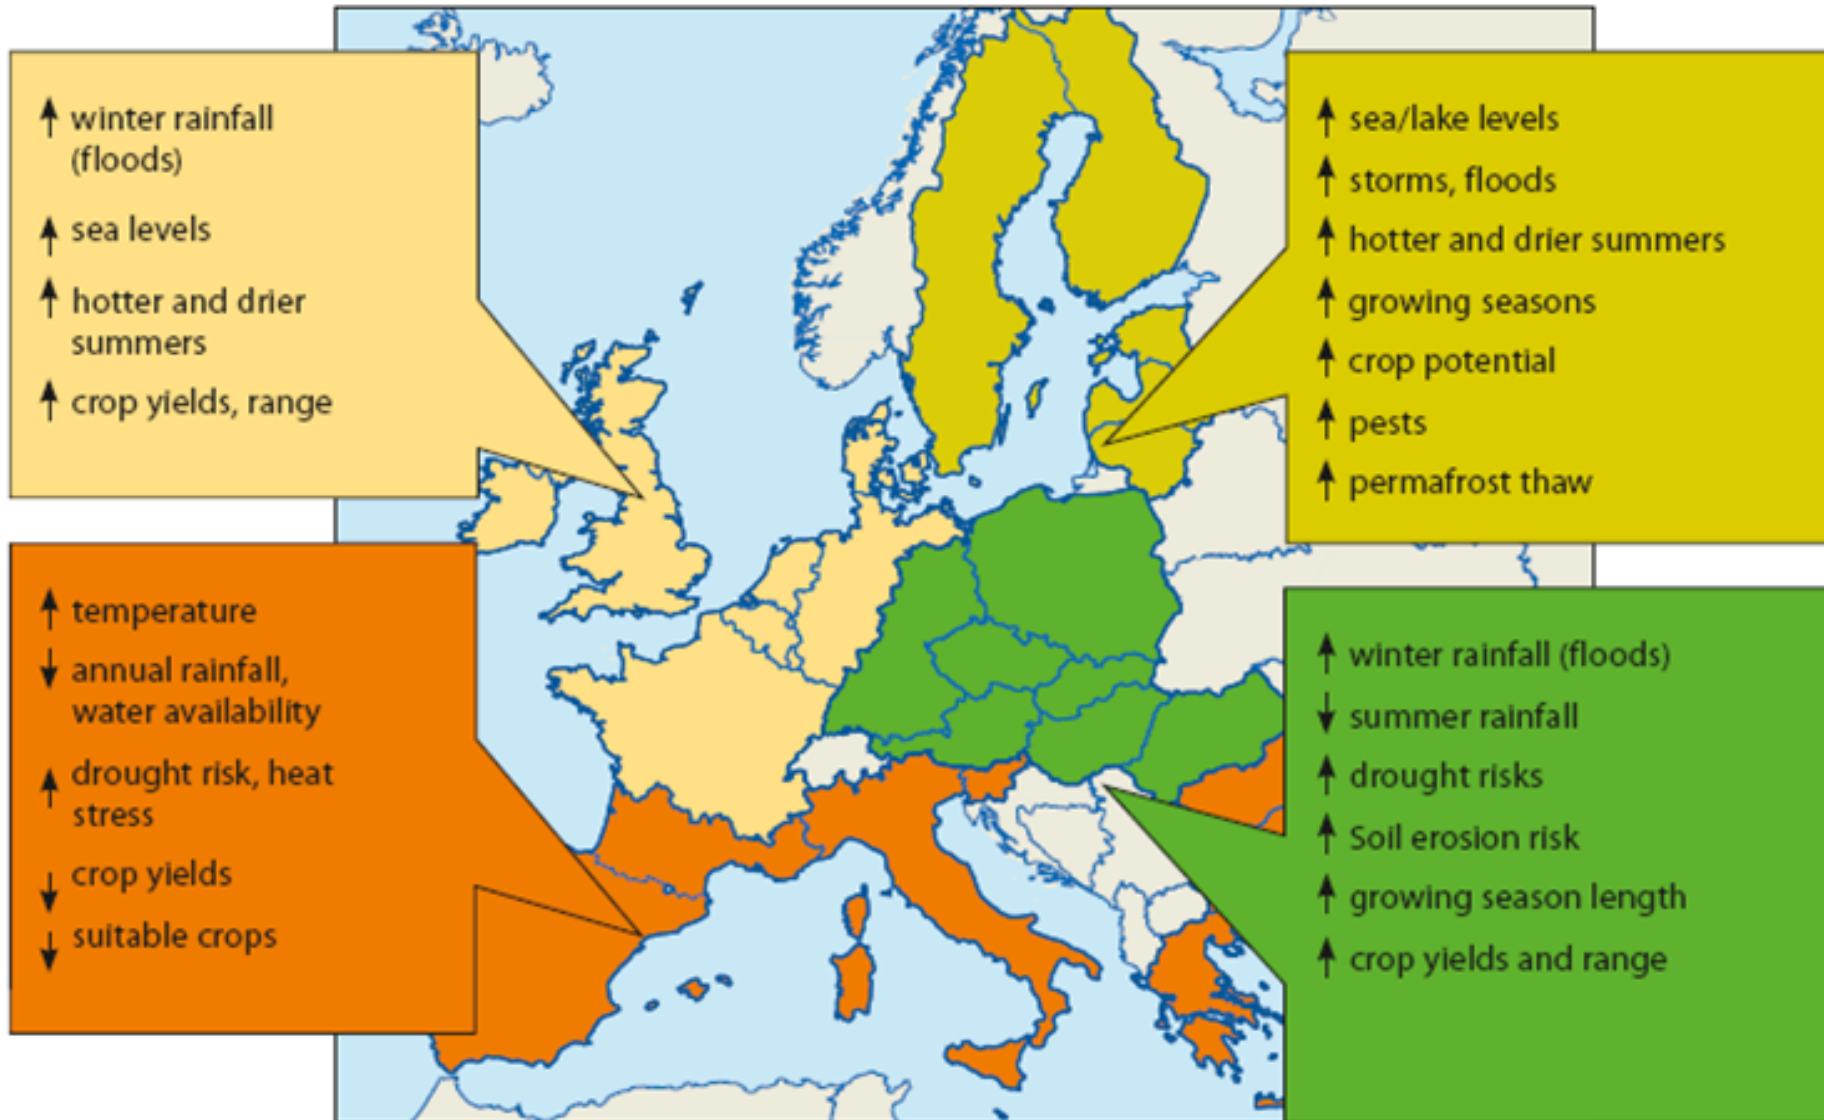 ↑ winter rainfall
(floods)
↑ sea levels
↑ hotter and drier
summers
↑ crop yields, range
↑ sea/lake levels
↑ storms, floods
↑ hotter and drier summers
↑ growing seasons
↑ crop potential
↑ pests
↑ permafrost thaw
↑ temperature
↓ annual rainfall,
water availability
↑ drought risk, heat
stress
↓ crop yields
↓ suitable crops
↑ winter rainfall (floods)
↓ summer rainfall
↑ drought risks
↑ Soil erosion risk
↑ growing season length
↑ crop yields and range